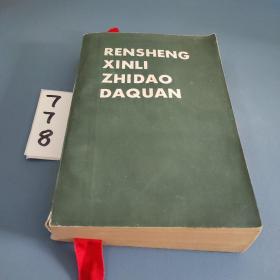 RENSHENG
XINLI
ZHIDAO
DAQUAN
778